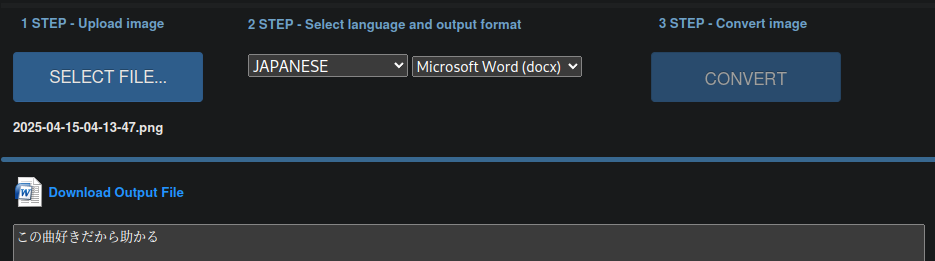 1 STEP - Upload image
2 STEP - Select language and output format
3 STEP - Convert image
SELECT FILE...
JAPANESE
Microsoft Word (docx)
CONVERT
2025-04-15-04-13-47.png
Download Output File
この曲好きだから助かる